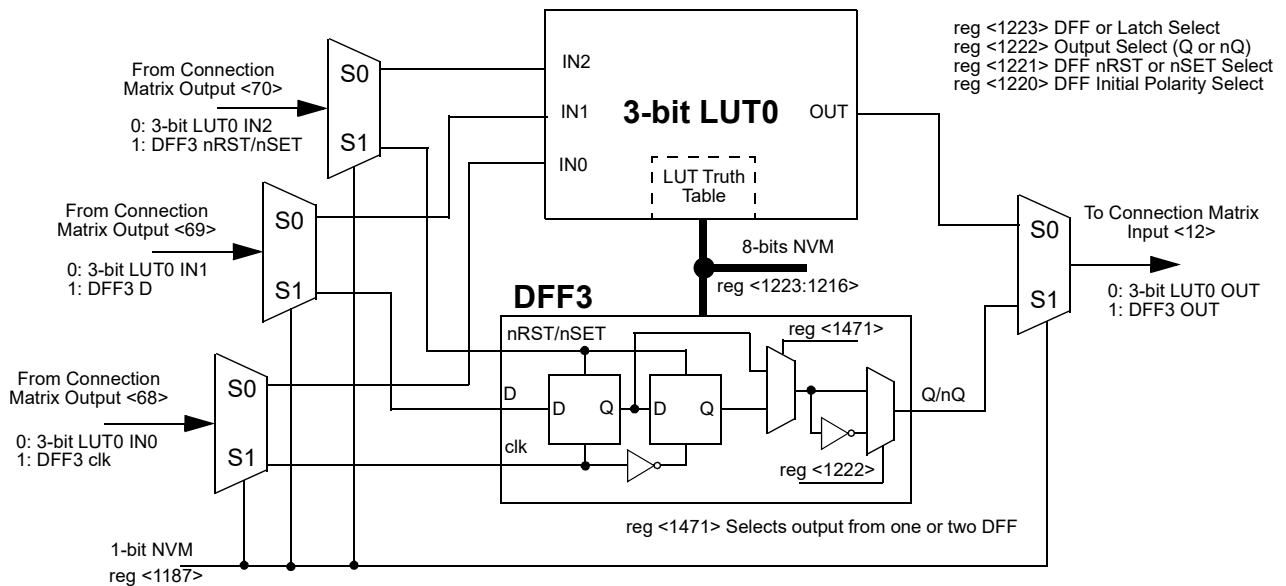 From Connection
Matrix Output <70>
0: 3-bit LUT0 IN2
1: DFF3 nRST/nSET
S0
S1
From Connection
Matrix Output <69>
0: 3-bit LUT0 IN1
1: DFF3 D
S0
S1
From Connection
Matrix Output <68>
0: 3-bit LUT0 IN0
1: DFF3 clk
S0
S1
1-bit NVM
reg <1187>
IN2
IN1
IN0
3-bit LUT0
OUT
LUT Truth
Table
8-bits NVM
reg <1223:1216>
DFF3
nRST/nSET
D
clk
D
Q
D
Q
reg <1471>
reg <1222>
Q/nQ
reg <1471> Selects output from one or two DFF
reg <1223> DFF or Latch Select
reg <1222> Output Select (Q or nQ)
reg <1221> DFF nRST or nSET Select
reg <1220> DFF Initial Polarity Select
S0
S1
To Connection Matrix
Input <12>
0: 3-bit LUT0 OUT
1: DFF3 OUT